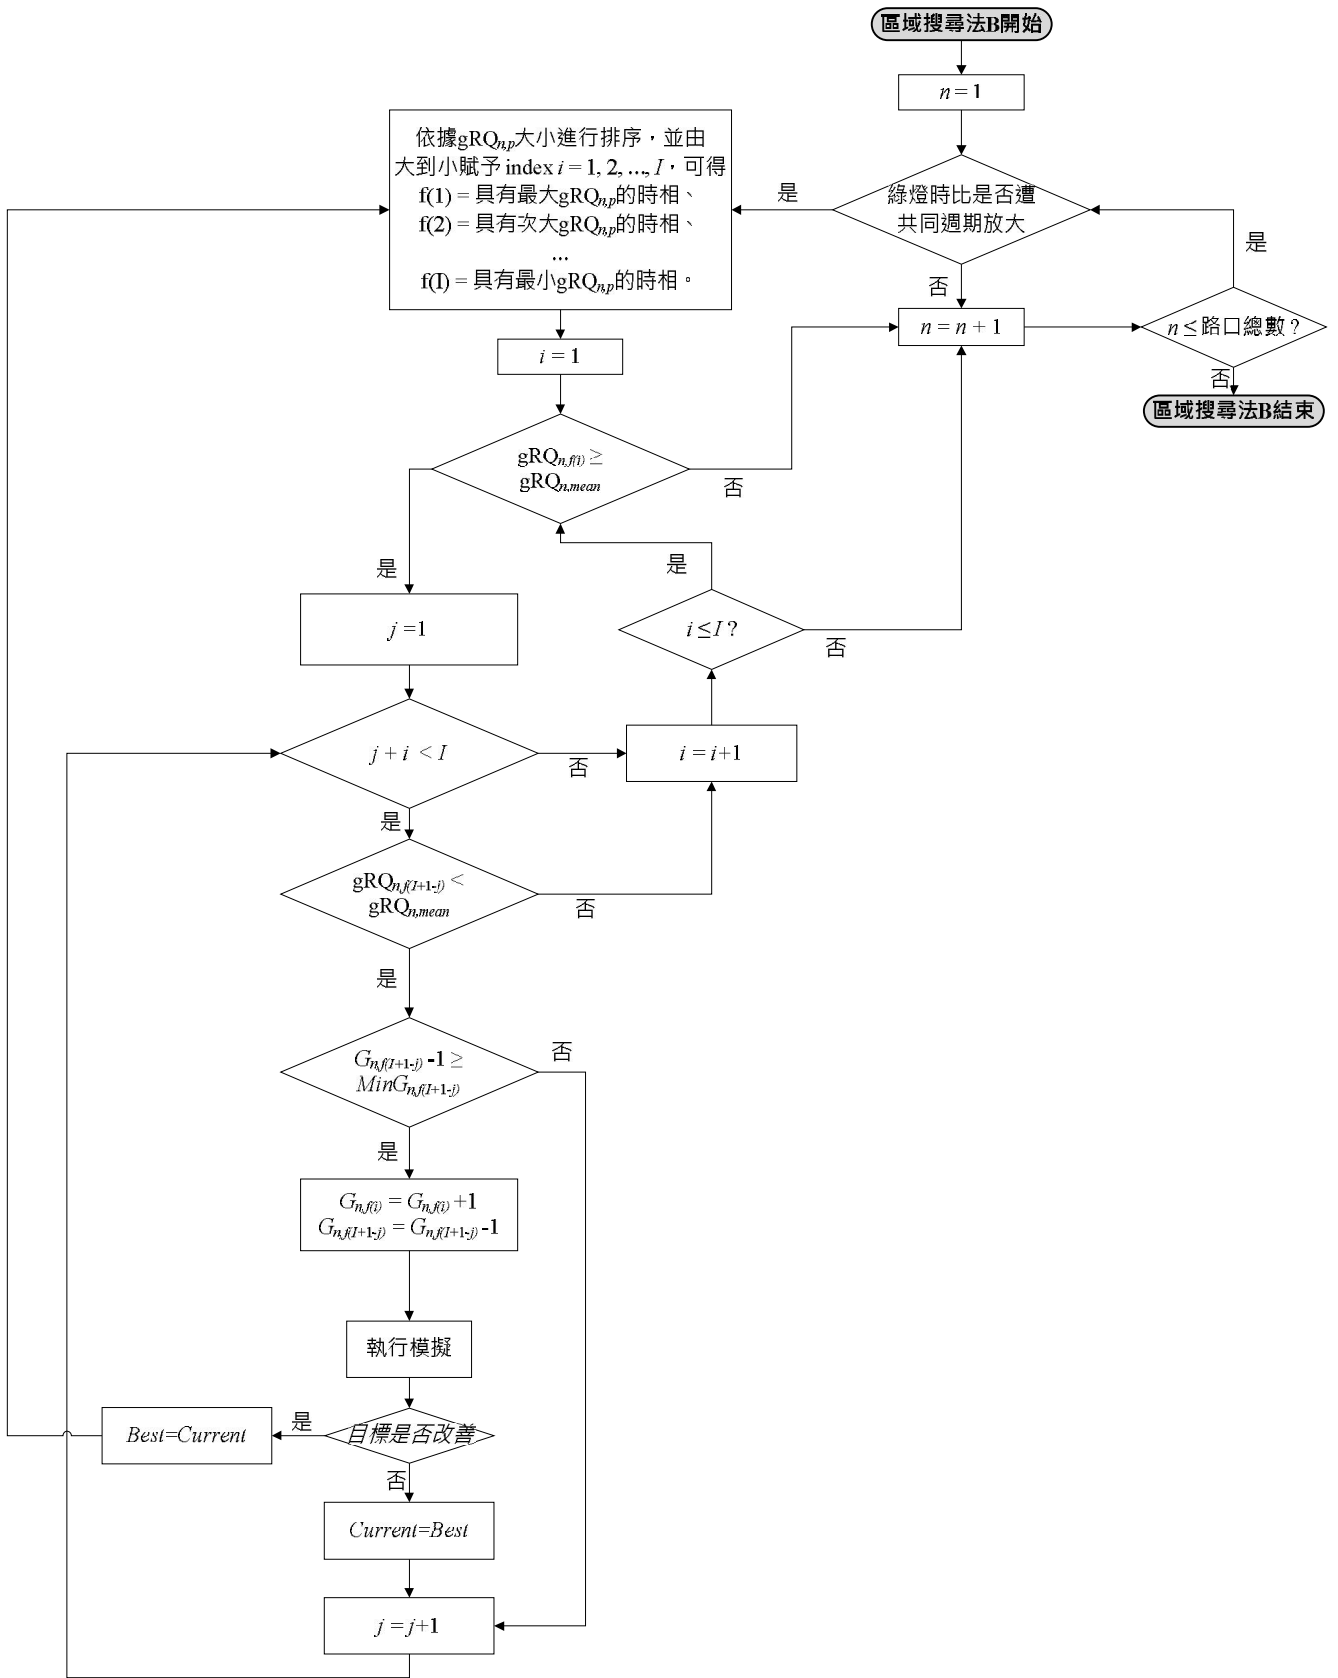 區域搜尋法B開始
n = 1
綠燈時比是否遭
共同週期放大
是
否
依據gRQn,p大小進行排序，並由
大到小賦予 index i = 1, 2, ..., I，可得
f(1) = 具有最大gRQn,p的時相、
f(2) = 具有次大gRQn,p的時相、
...
f(I) = 具有最小gRQn,p的時相。
n = n + 1
n ≤ 路口總數？
是
否
區域搜尋法B結束
i = 1
gRQn,f(i) ≥
gRQn,mean
否
是
j =1
i ≤ I ?
是
否
j + i < I
否
是
i = i+1
gRQn,f(I+1-j) <
gRQn,mean
否
是
Gn,f(I+1-j) -1 ≥
MinGn,f(I+1-j)
否
是
Gn,f(i) = Gn,f(i) +1
Gn,f(I+1-j) = Gn,f(I+1-j) -1
執行模擬
目標是否改善
是
Best=Current
否
Current=Best
j = j+1